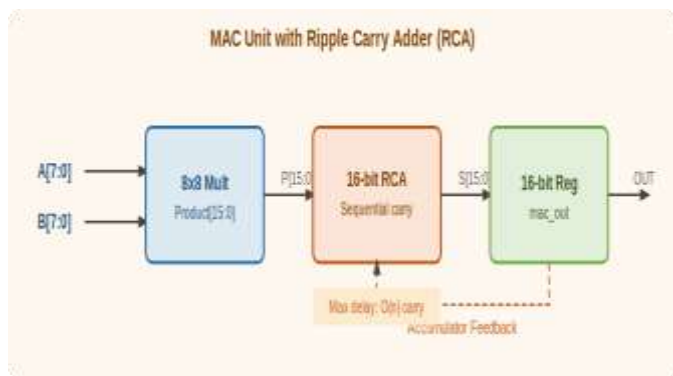 MAC Unit with Ripple Carry Adder (RCA)
A[7:0]
B[7:0]
8x8 Mult
Product[15:0]
P[15:0
16-bit RCA
Sequential carry
S[15:0
16-bit Reg
mac_out
OUT
Max delay: O(n) carry
Accumulator Feedback